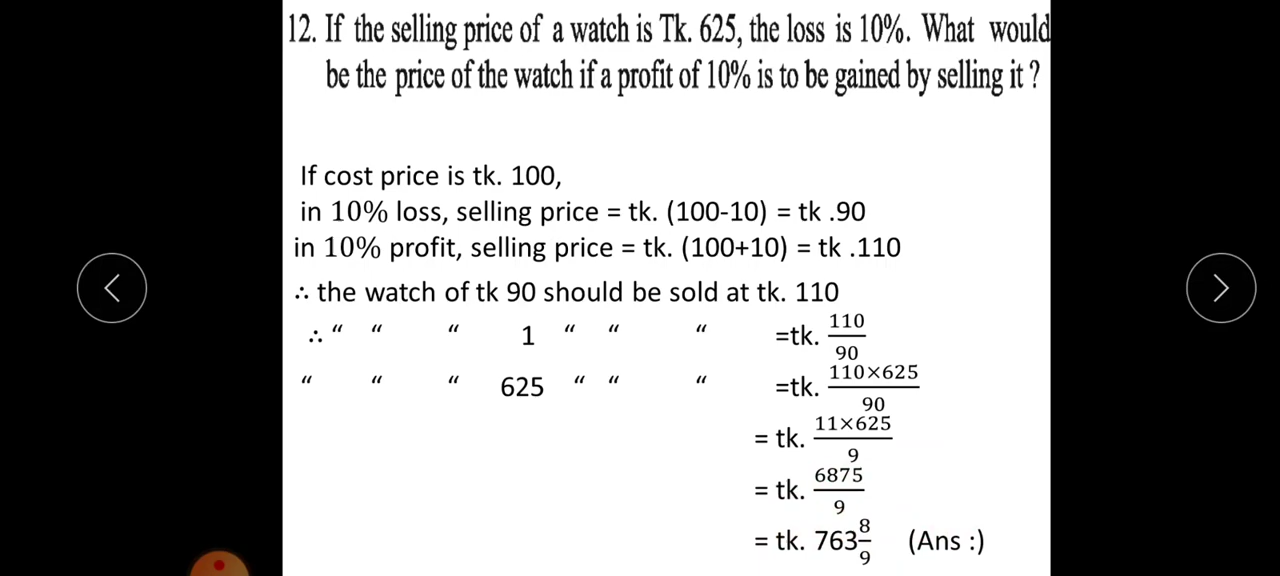 12. If the selling price of a watch is Tk. 625, the loss is 10%. What would
be the price of the watch if a profit of 10% is to be gained by selling it ?
If cost price is tk. 100,
in 10% loss, selling price = tk. (100-10) = tk .90
in 10% profit, selling price = tk. (100+10) = tk .110
∴ the watch of tk 90 should be sold at tk. 110
∴ “ “ “ 1 “ “ “ =tk. 110/90
“ “ “ 625 “ “ “ =tk. 110×625/90
= tk. 11×625/9
= tk. 6875/9
= tk. 763 8/9 (Ans :)